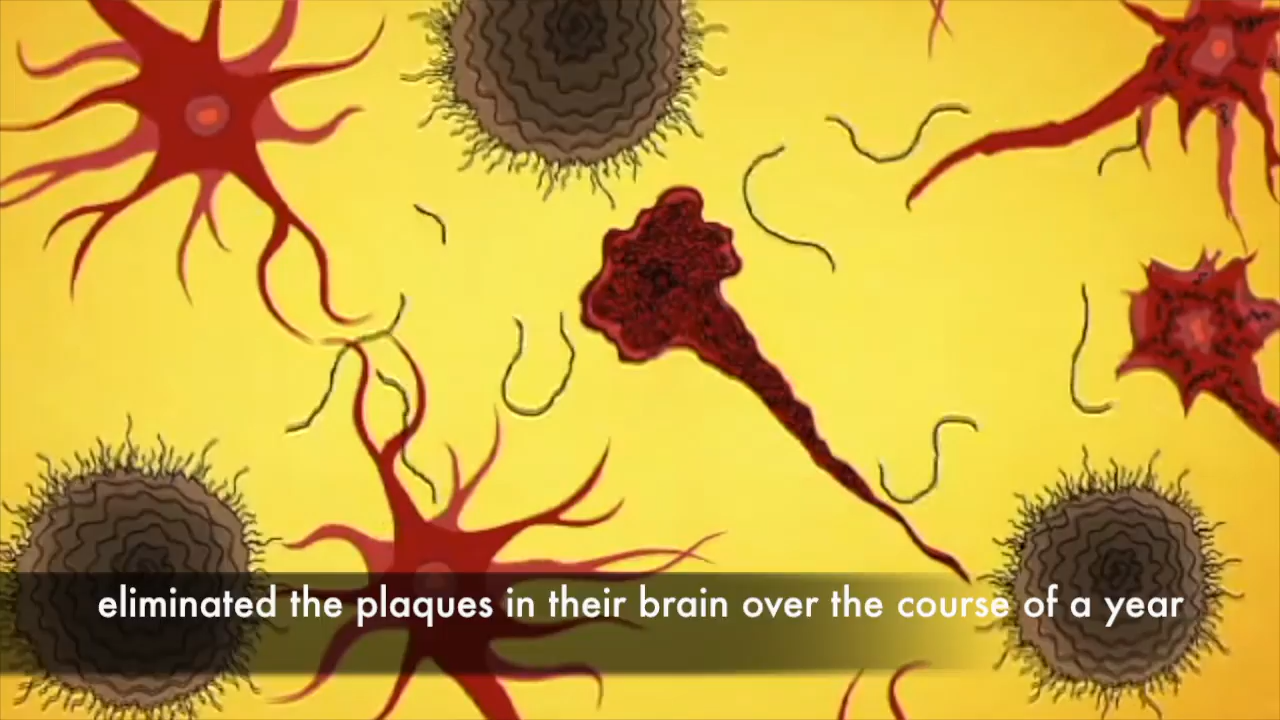 eliminated the plaques in their brain over the course of a year